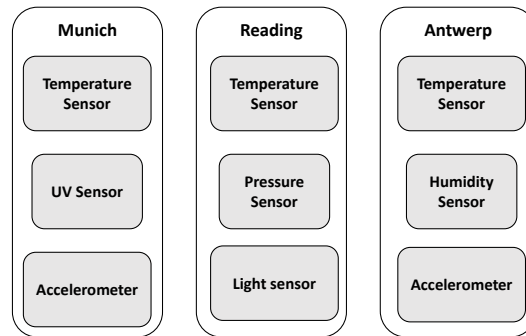 Munich
Temperature
Sensor
UV Sensor
Accelerometer
Reading
Temperature
Sensor
Pressure
Sensor
Light sensor
Antwerp
Temperature
Sensor
Humidity
Sensor
Accelerometer